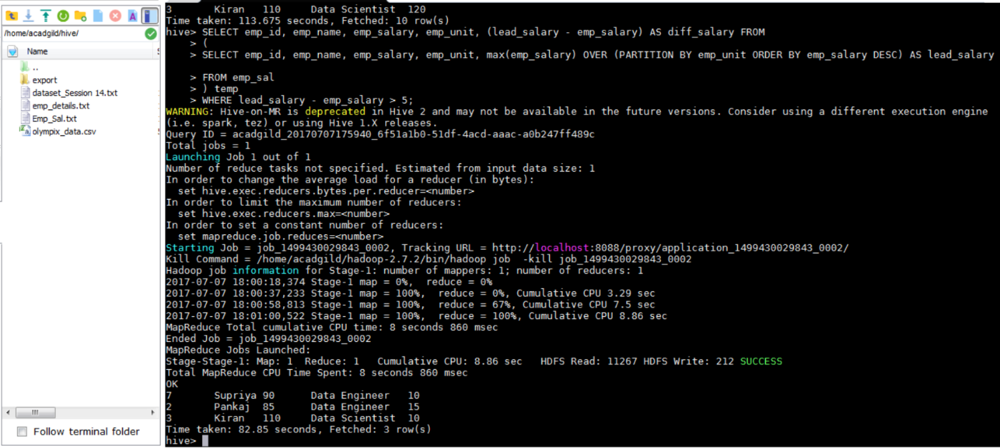 /home/acadgild/hive/
Name
..
export
dataset_Session 14.txt
emp_details.txt
Emp_Sal.txt
olympix_data.csv
Follow terminal folder
3 Kiran 110 Data Scientist 120
Time taken: 113.675 seconds, Fetched: 10 row(s)
hive> SELECT emp_id, emp_name, emp_salary, emp_unit, (lead_salary - emp_salary) AS diff_salary FROM
> (
> SELECT emp_id, emp_name, emp_salary, emp_unit, max(emp_salary) OVER (PARTITION BY emp_unit ORDER BY emp_salary DESC) AS lead_salary
> FROM emp_sal
> ) temp
> WHERE lead_salary - emp_salary > 5;
WARNING: Hive-on-MR is deprecated in Hive 2 and may not be available in the future versions. Consider using a different execution engine
(i.e. spark, tez) or using Hive 1.X releases.
Query ID = acadgild_20170707175940_6f51a1b0-51df-4acd-aaac-a0b247ff489c
Total jobs = 1
Launching Job 1 out of 1
Number of reduce tasks not specified. Estimated from input data size: 1
In order to change the average load for a reducer (in bytes):
set hive.exec.reducers.bytes.per.reducer=<number>
In order to limit the maximum number of reducers:
set hive.exec.reducers.max=<number>
In order to set a constant number of reducers:
set mapreduce.job.reduces=<number>
Starting Job = job_1499430029843_0002, Tracking URL = http://localhost:8088/proxy/application_1499430029843_0002/
Kill Command = /home/acadgild/hadoop-2.7.2/bin/hadoop job  -kill job_1499430029843_0002
Hadoop job information for Stage-1: number of mappers: 1; number of reducers: 1
2017-07-07 18:00:18,374 Stage-1 map = 0%,  reduce = 0%
2017-07-07 18:00:37,233 Stage-1 map = 100%,  reduce = 0%, Cumulative CPU 3.29 sec
2017-07-07 18:00:58,813 Stage-1 map = 100%,  reduce = 67%, Cumulative CPU 7.5 sec
2017-07-07 18:01:00,522 Stage-1 map = 100%,  reduce = 100%, Cumulative CPU 8.86 sec
MapReduce Total cumulative CPU time: 8 seconds 860 msec
Ended Job = job_1499430029843_0002
MapReduce Jobs Launched:
Stage-Stage-1: Map: 1  Reduce: 1   Cumulative CPU: 8.86 sec   HDFS Read: 11267 HDFS Write: 212 SUCCESS
Total MapReduce CPU Time Spent: 8 seconds 860 msec
OK
7 Supriya 90 Data Engineer 10
2 Pankaj 85 Data Engineer 15
3 Kiran 110 Data Scientist 10
Time taken: 82.85 seconds, Fetched: 3 row(s)
hive>